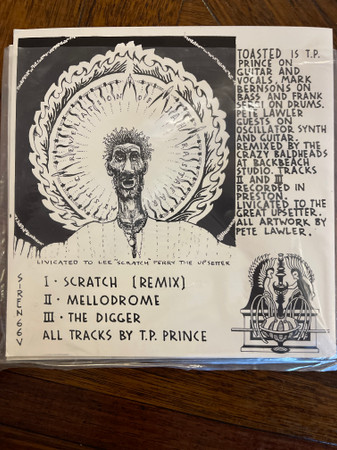 TOASTED IS T.P.
PRINCE ON
GUITAR AND
VOCALS, MARK
BERNSONS ON
BASS AND FRANK
ON DRUMS.
PETE LAWLER
GUESTS ON
OSCILLATOR SYNTH
AND GUITAR.
REMIXED BY THE
CRAZY BALDHEADS
AT BACKBEACH
STUDIO. TRACKS
II AND III
RECORDED IN
PRESTON.
LIVICATED TO THE
GREAT UPSETTER.
ALL ARTWORK BY
PETE LAWLER.
LIVICATED TO LEE "SCRATCH" PERRY THE UPSETTER
SIREN66V
I · SCRATCH [REMIX]
II · MELLODROME
III · THE DIGGER
ALL TRACKS BY T.P. PRINCE